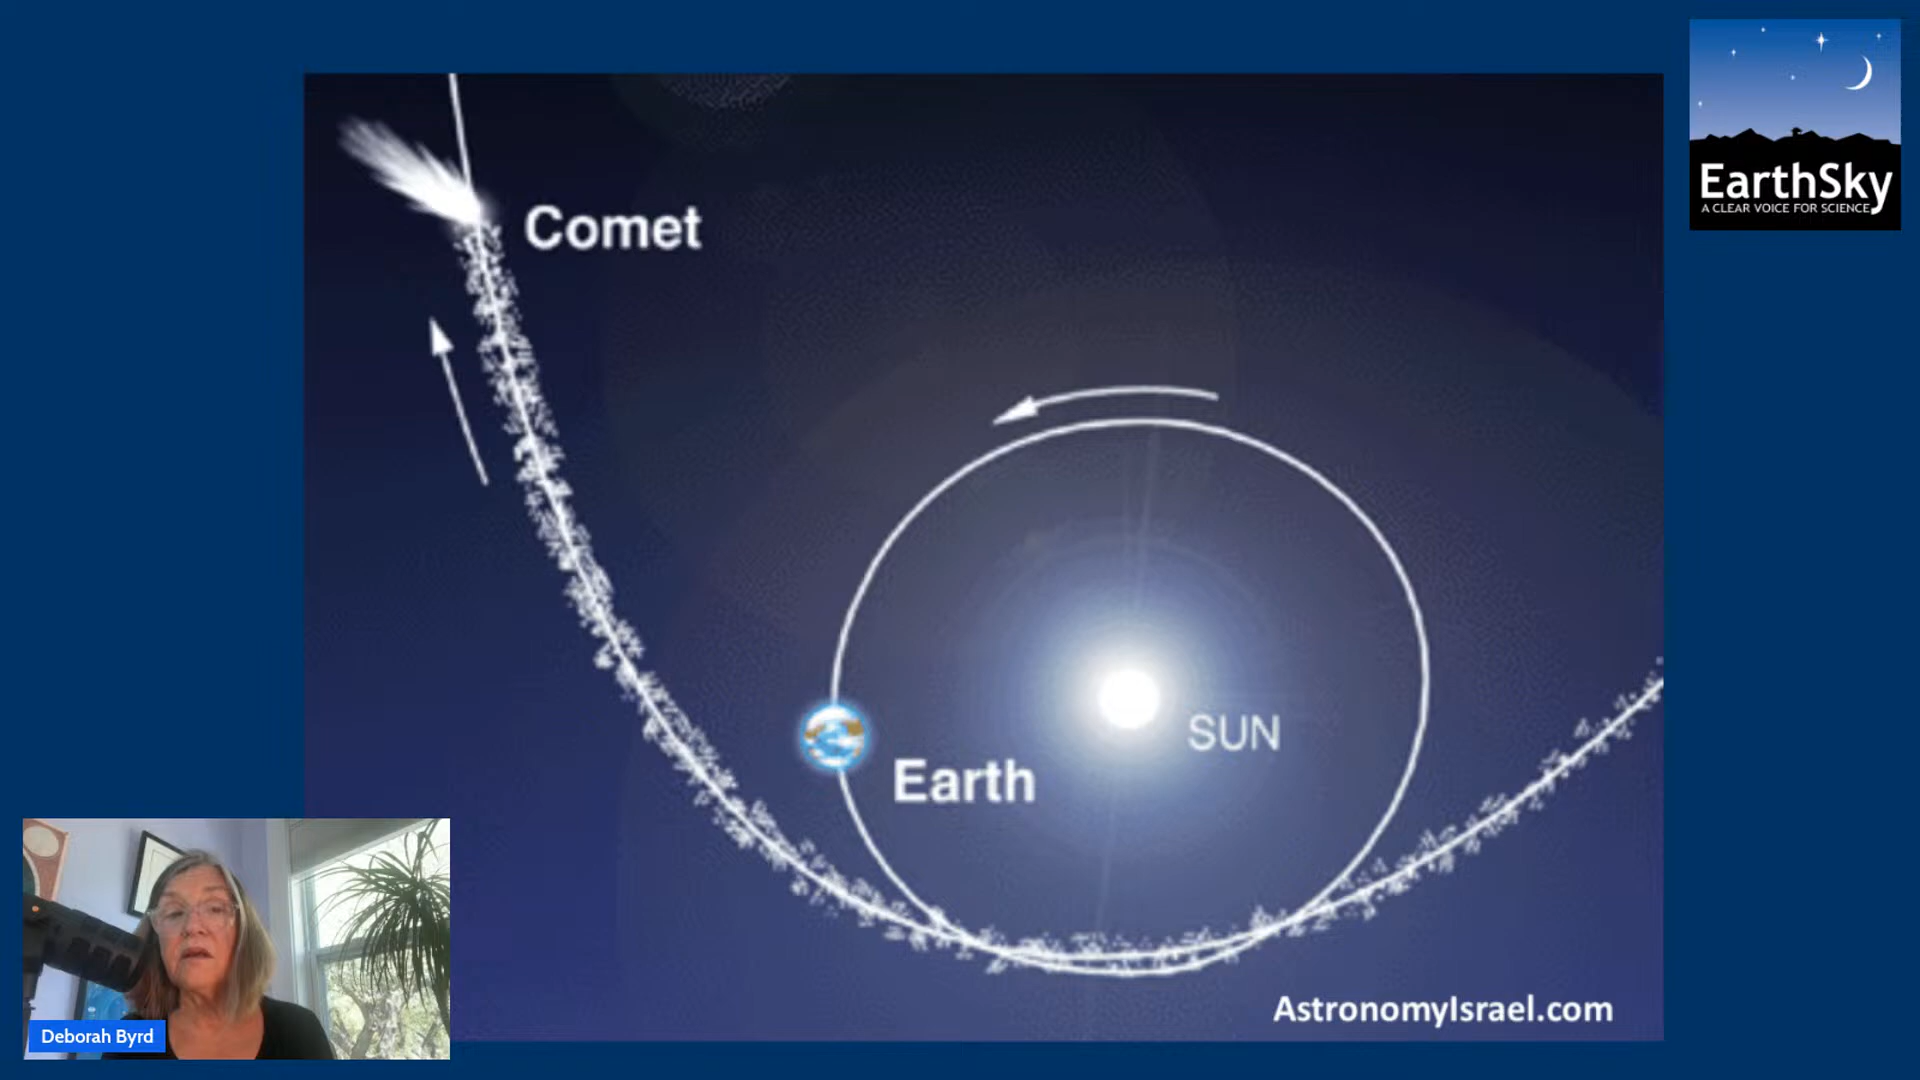 EarthSky
A CLEAR VOICE FOR SCIENCE
Comet
SUN
Earth
AstronomyIsrael.com
Deborah Byrd